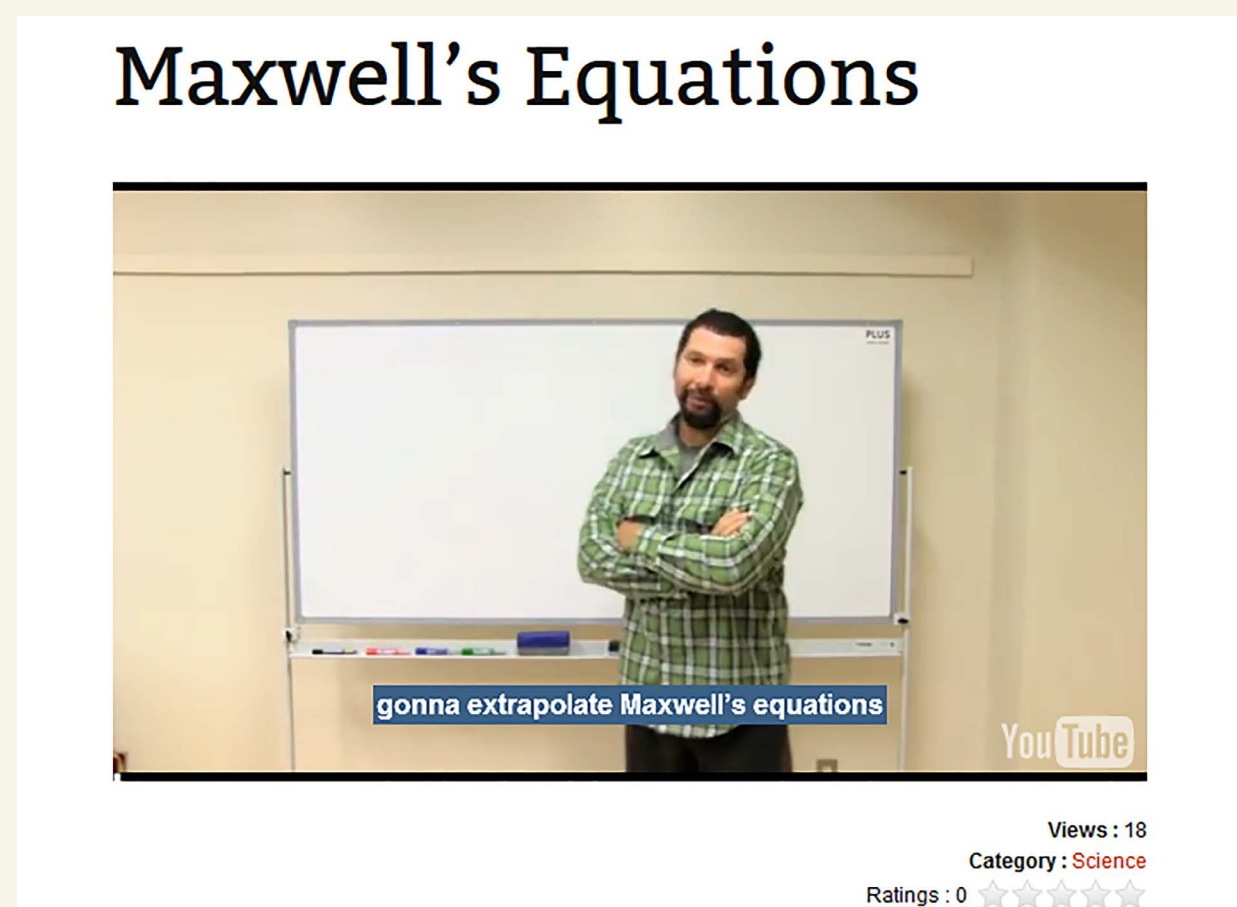 Maxwell’s Equations
PLUS
gonna extrapolate Maxwell’s equations
YouTube
Views : 18
Category : Science
Ratings : 0